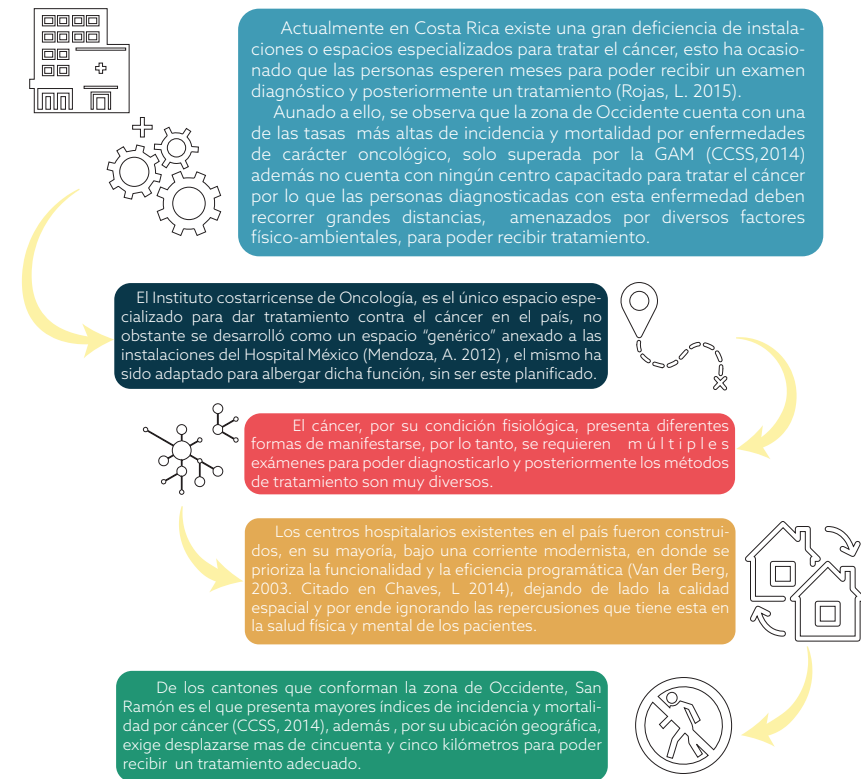 Actualmente en Costa Rica existe una gran deficiencia de instala-
ciones o espacios especializados para tratar el cáncer, esto ha ocasio-
nado que las personas esperen meses para poder recibir un examen
diagnóstico y posteriormente un tratamiento (Rojas, L. 2015).
Aunado a ello, se observa que la zona de Occidente cuenta con una
de las tasas más altas de incidencia y mortalidad por enfermedades
de carácter oncológico, solo superada por la GAM (CCSS,2014)
además no cuenta con ningún centro capacitado para tratar el cáncer
por lo que las personas diagnosticadas con esta enfermedad deben
recorrer grandes distancias, amenazados por diversos factores
físico-ambientales, para poder recibir tratamiento.
El Instituto costarricense de Oncología, es el único espacio espe-
cializado para dar tratamiento contra el cáncer en el país, no
obstante se desarrolló como un espacio “genérico” anexado a las
instalaciones del Hospital México (Mendoza, A. 2012) , el mismo ha
sido adaptado para albergar dicha función, sin ser este planificado.
El cáncer, por su condición fisiológica, presenta diferentes
formas de manifestarse, por lo tanto, se requieren m ú l t i p l e s
exámenes para poder diagnosticarlo y posteriormente los métodos
de tratamiento son muy diversos.
Los centros hospitalarios existentes en el país fueron construi-
dos, en su mayoría, bajo una corriente modernista, en donde se
prioriza la funcionalidad y la eficiencia programática (Van der Berg,
2003. Citado en Chaves, L 2014), dejando de lado la calidad
espacial y por ende ignorando las repercusiones que tiene esta en
la salud física y mental de los pacientes.
De los cantones que conforman la zona de Occidente, San
Ramón es el que presenta mayores índices de incidencia y mortali-
dad por cáncer (CCSS, 2014), además , por su ubicación geográfica,
exige desplazarse mas de cincuenta y cinco kilómetros para poder
recibir un tratamiento adecuado.